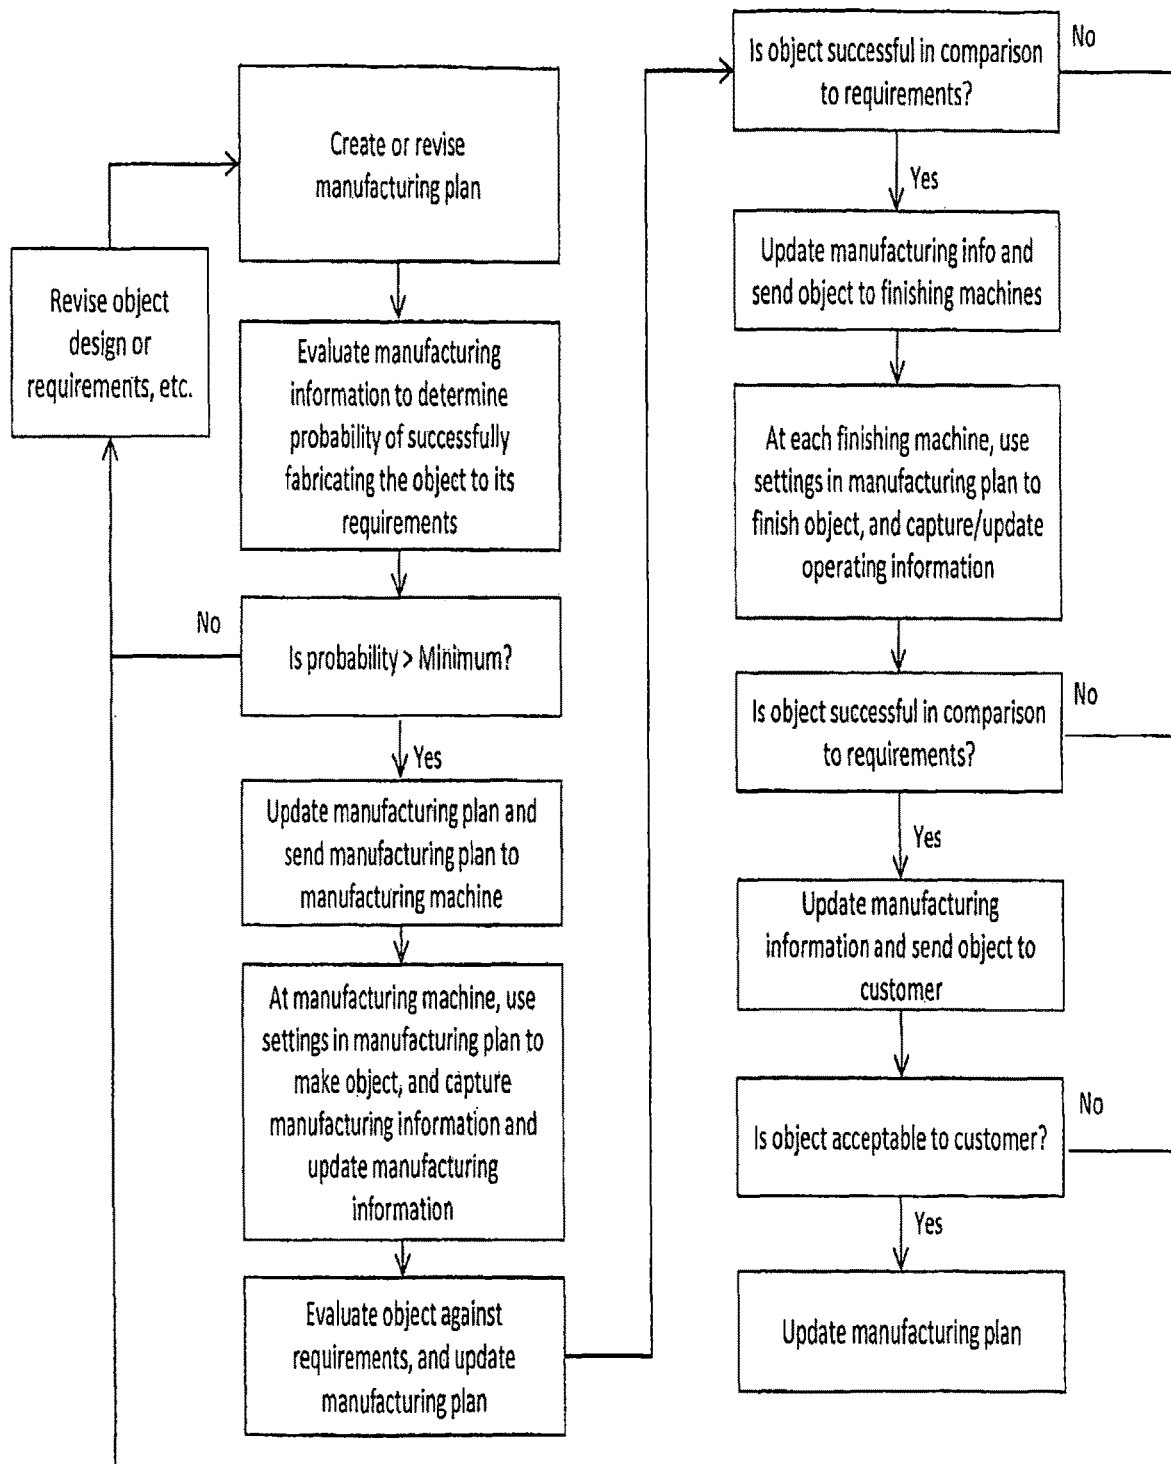 Create or revise
manufacturing plan
Revise object
design or
requirements, etc.
Evaluate manufacturing
information to determine
probability of successfully
fabricating the object to its
requirements
No
Is probability > Minimum?
Yes
Update manufacturing plan and
send manufacturing plan to
manufacturing machine
At manufacturing machine, use
settings in manufacturing plan to
make object, and capture
manufacturing information and
update manufacturing
information
Evaluate object against
requirements, and update
manufacturing plan
Is object successful in comparison
to requirements?
No
Yes
Update manufacturing info and
send object to finishing machines
At each finishing machine, use
settings in manufacturing plan to
finish object, and capture/update
operating information
Is object successful in comparison
to requirements?
No
Yes
Update manufacturing
information and send object to
customer
Is object acceptable to customer?
No
Yes
Update manufacturing plan